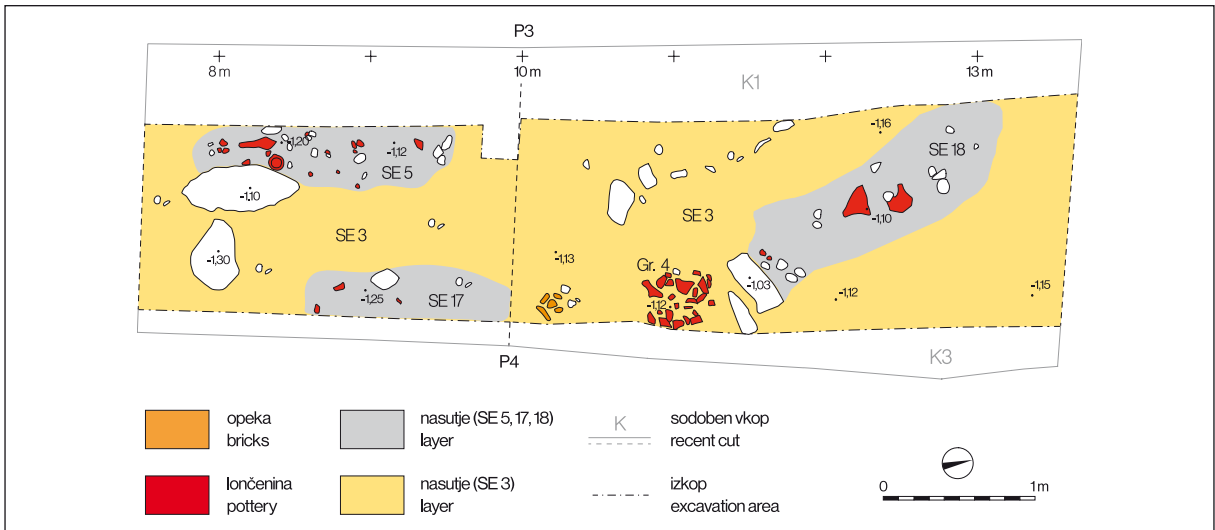 P3
8 m
10 m
13 m
K1
-1,16
-1,20
-1,12
SE 5
SE 18
-1,10
-1,10
SE 3
SE 3
-1,30
-1,13
Gr. 4
-1,03
-1,25
SE 17
-1,12
-1,12
-1,15
P4
K3
opeka
bricks
nasutje (SE 5, 17, 18)
layer
K
sodoben vkop
recent cut
lončenina
pottery
nasutje (SE 3)
layer
izkop
excavation area
0
1m